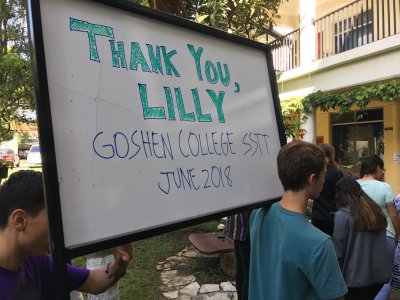 THANK YOU,
LILLY
GOSHEN COLLEGE SSTT
JUNE 2018